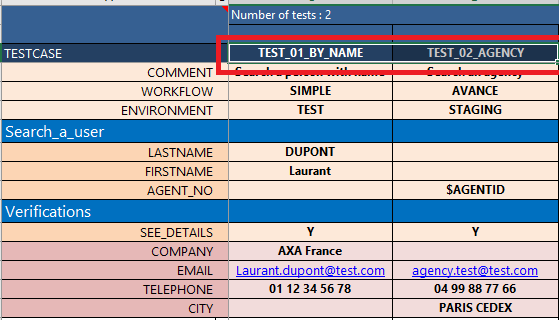 Number of tests : 2
TESTCASE TEST_01_BY_NAME TEST_02_AGENCY
COMMENT Search a person with name Search an agency
WORKFLOW SIMPLE AVANCE
ENVIRONMENT TEST STAGING
Search_a_user
LASTNAME DUPONT
FIRSTNAME Laurant
AGENT_NO $AGENTID
Verifications
SEE_DETAILS Y Y
COMPANY AXA France
EMAIL Laurant.dupont@test.com agency.test@test.com
TELEPHONE 01 12 34 56 78 04 99 88 77 66
CITY PARIS CEDEX